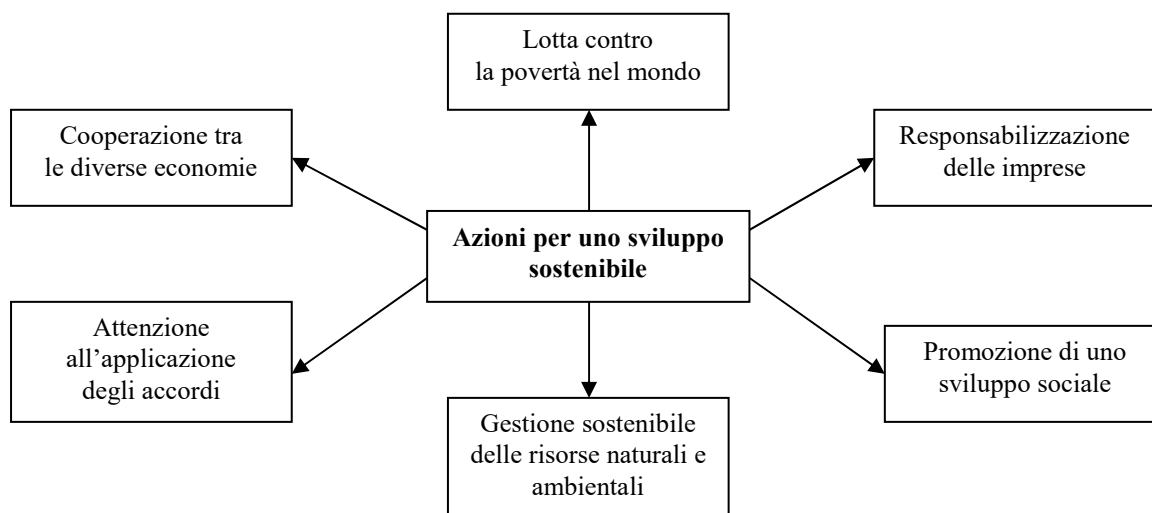 Lotta contro
la povertà nel mondo
Cooperazione tra
le diverse economie
Responsabilizzazione
delle imprese
Azioni per uno sviluppo
sostenibile
Attenzione
all’applicazione
degli accordi
Promozione di uno
sviluppo sociale
Gestione sostenibile
delle risorse naturali e
ambientali